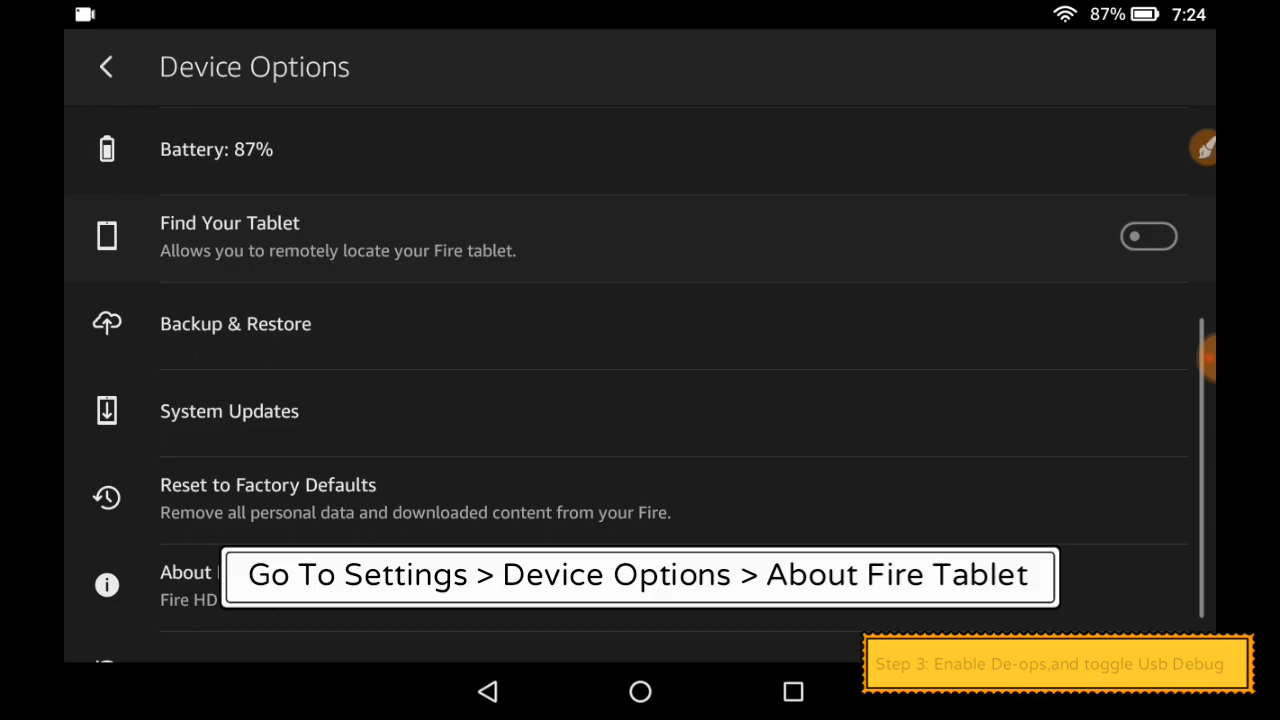 87% 7:24
Device Options
Battery: 87%
Find Your Tablet
Allows you to remotely locate your Fire tablet.
Backup & Restore
System Updates
Reset to Factory Defaults
Remove all personal data and downloaded content from your Fire.
About
Fire HD
Go To Settings > Device Options > About Fire Tablet
Step 3: Enable De-ops,and toggle Usb Debug